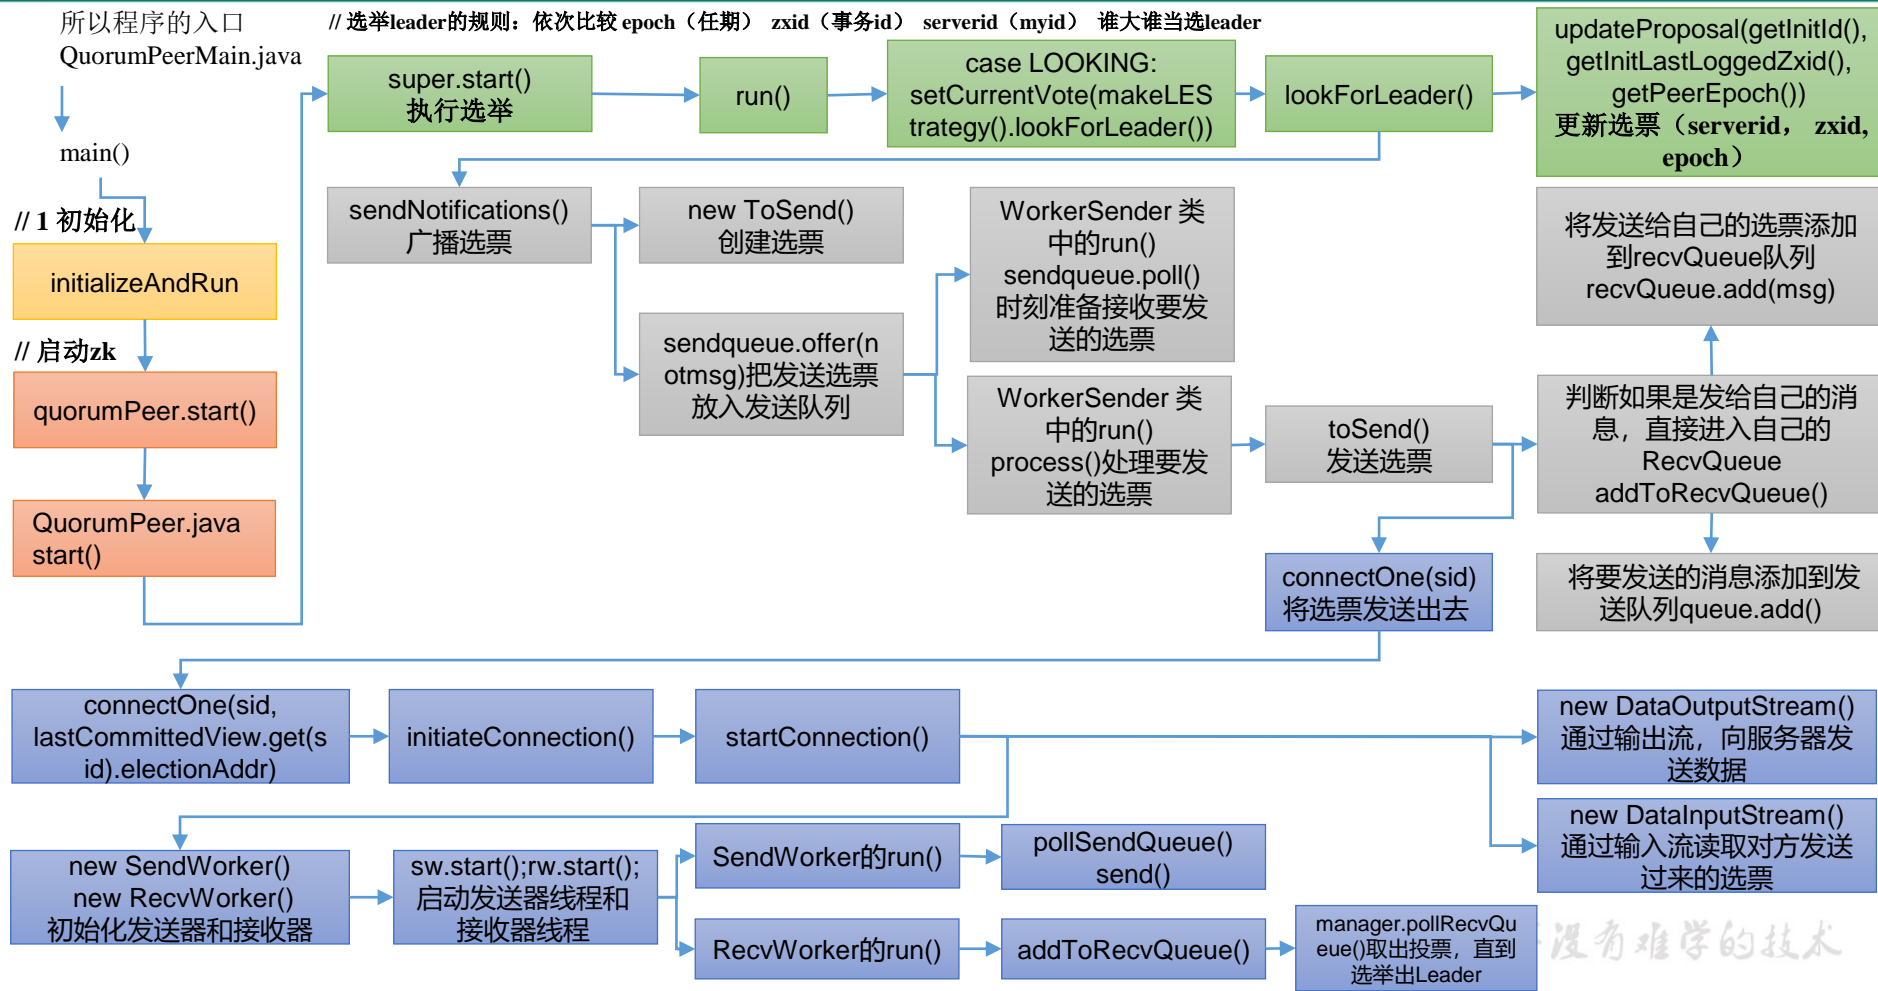 所以程序的入口
QuorumPeerMain.java
// 选举leader的规则：依次比较 epoch（任期） zxid（事务id） serverid（myid） 谁大谁当选leader
main()
// 1 初始化
initializeAndRun
// 启动zk
quorumPeer.start()
QuorumPeer.java
start()
super.start()
执行选举
run()
case LOOKING:
setCurrentVote(makeLES
trategy().lookForLeader())
lookForLeader()
updateProposal(getInitId(),
getInitLastLoggedZxid(),
getPeerEpoch())
更新选票（serverid， zxid,
epoch）
sendNotifications()
广播选票
new ToSend()
创建选票
sendqueue.offer(n
otmsg)把发送选票
放入发送队列
WorkerSender 类
中的run()
sendqueue.poll()
时刻准备接收要发
送的选票
WorkerSender 类
中的run()
process()处理要发
送的选票
toSend()
发送选票
将发送给自己的选票添加
到recvQueue队列
recvQueue.add(msg)
判断如果是发给自己的消
息，直接进入自己的
RecvQueue
addToRecvQueue()
将要发送的消息添加到发
送队列queue.add()
connectOne(sid)
将选票发送出去
connectOne(sid,
lastCommittedView.get(s
id).electionAddr)
initiateConnection()
startConnection()
new DataOutputStream()
通过输出流，向服务器发
送数据
new DataInputStream()
通过输入流读取对方发送
过来的选票
new SendWorker()
new RecvWorker()
初始化发送器和接收器
sw.start();rw.start();
启动发送器线程和
接收器线程
SendWorker的run()
pollSendQueue()
send()
RecvWorker的run()
addToRecvQueue()
manager.pollRecvQu
eue()取出投票，直到
选举出Leader
没有难学的技术